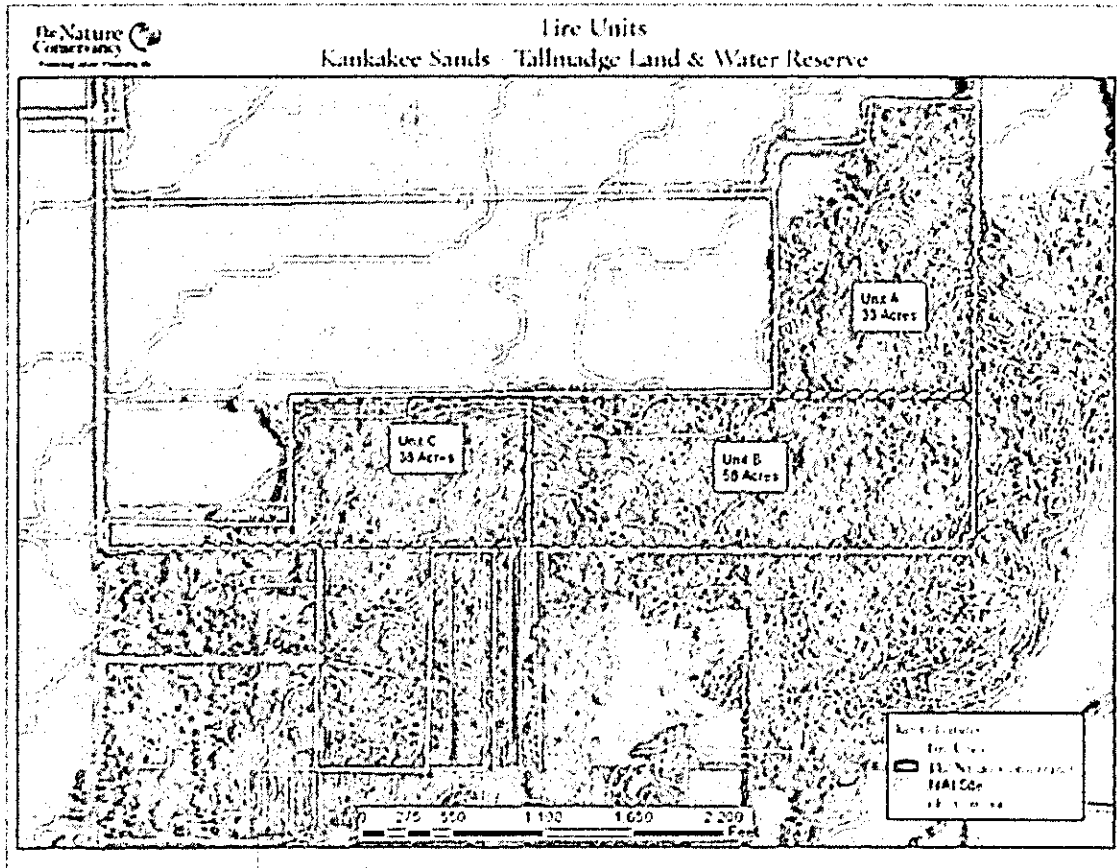 The Nature
Conservancy
Fire Units
Kankakee Sands - Tallmadge Land & Water Reserve
Unit A
33 Acres
Unit C
38 Acres
Unit B
58 Acres
0 275 550 1,100 1,650 2,200
Feet